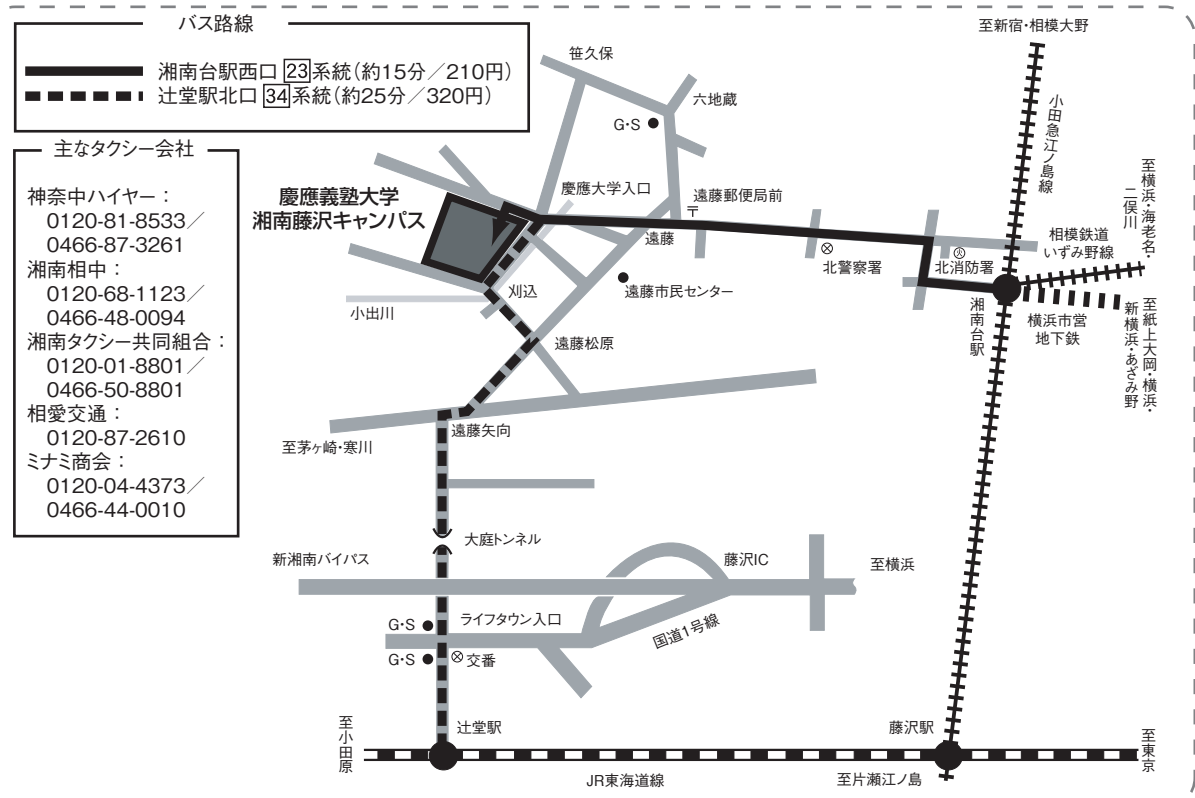 バス路線
湘南台駅西口 23系統(約15分／210円)
辻堂駅北口 34系統(約25分／320円)
主なタクシー会社
神奈中ハイヤー：
0120-81-8533／
0466-87-3261
湘南相中：
0120-68-1123／
0466-48-0094
湘南タクシー共同組合：
0120-01-8801／
0466-50-8801
相愛交通：
0120-87-2610
ミナミ商会：
0120-04-4373／
0466-44-0010
至新宿・相模大野
笹久保
六地蔵
G・S
小田急江ノ島線
至横浜・海老名・
二俣川
慶應義塾大学
湘南藤沢キャンパス
慶應大学入口
遠藤郵便局前
〒
遠藤
北警察署
火
北消防署
相模鉄道
いずみ野線
小出川
刈込
遠藤市民センター
湘南台駅
横浜市営
地下鉄
至紙上大岡・横浜・
新横浜・あざみ野
遠藤松原
遠藤矢向
至茅ヶ崎・寒川
大庭トンネル
新湘南バイパス
藤沢IC
至横浜
G・S
ライフタウン入口
国道1号線
G・S
交番
至小田原
辻堂駅
藤沢駅
至東京
JR東海道線
至片瀬江ノ島